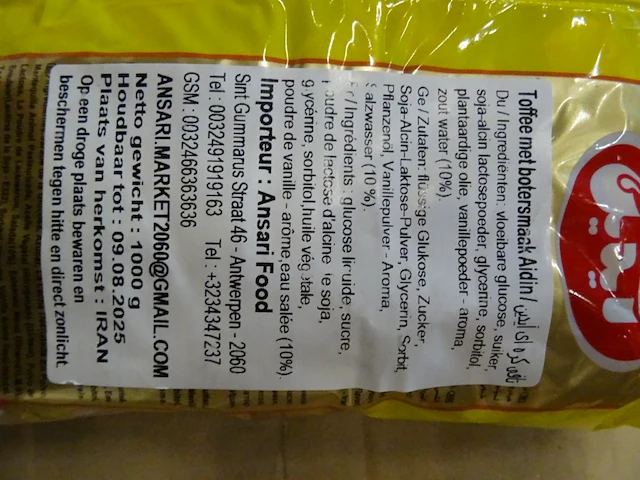 Toffee met botersmaak Aidin /
Du / Ingrediënten: vloeibare glucose, suiker,
soja-aloin lactosepoeder, glycerine, sorbitol,
plantaardige olie, vanillepoeder - aroma,
zout water (10%).
Ge / Zutaten: flüssige Glukose, Zucker,
Soja-Aloin-Laktose-Pulver, Glycerin, Sorbit,
Pflanzenöl, Vanillepulver - Aroma,
Salzwasser (10 %).
Fr / Ingrédients : glucose liquide, sucre,
poudre de lactose d'alcine de soja,
glycérine, sorbitol, huile végétale,
poudre de vanille - arôme, eau salée (10%).
Importeur : Ansari Food
Sint Gummarus Straat 46 - Antwerpen - 2060
Tel : 0032491919163 Tel : +3234347237
GSM : 0032466363636
ANSARI.MARKET2060@GMAIL.COM
Netto gewicht : 1000 g
Houdbaar tot : 09.08.2025
Plaats van herkomst : IRAN
Op een droge plaats bewaren en
beschermen tegen hitte en direct zonlicht.
آیدین